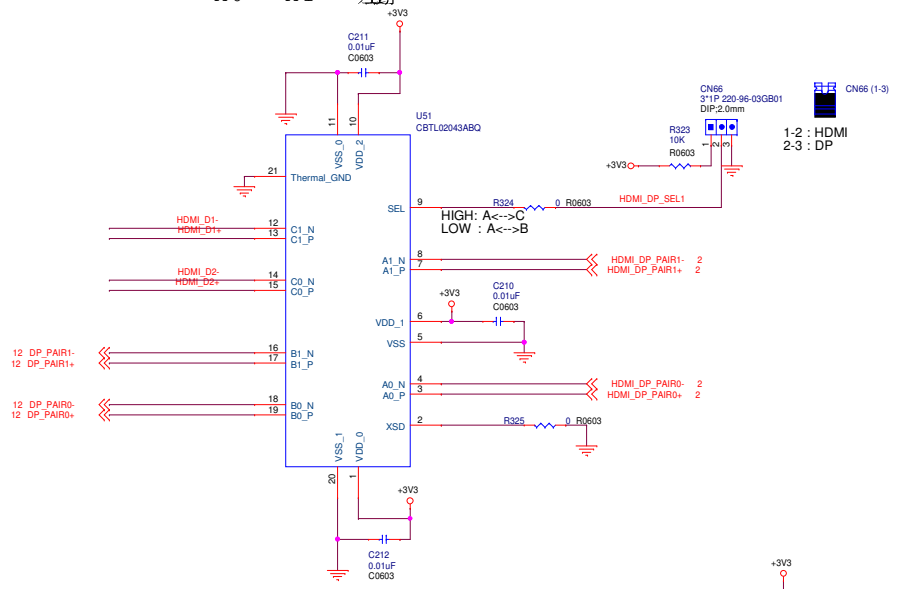 +3V3
C211
0.01uF
C0603
11
10
U51
CBTL02043ABQ
VSS_0
VDD_2
21
Thermal_GND
CN66
3*1P 220-96-03GB01
DIP;2.0mm
CN66 (1-3)
1-2 : HDMI
2-3 : DP
R323
10K
R0603
+3V3
1
2
3
SEL
9
R324
0
R0603
HDMI_DP_SEL1
HIGH: A<-->C
LOW : A<-->B
HDMI_D1-
12
C1_N
HDMI_D1+
13
C1_P
HDMI_D2-
14
C0_N
HDMI_D2+
15
C0_P
A1_N
8
HDMI_DP_PAIR1-
2
A1_P
7
HDMI_DP_PAIR1+
2
+3V3
C210
0.01uF
C0603
VDD_1
6
VSS
5
12
DP_PAIR1-
16
B1_N
12
DP_PAIR1+
17
B1_P
A0_N
4
HDMI_DP_PAIR0-
2
A0_P
3
HDMI_DP_PAIR0+
2
12
DP_PAIR0-
18
B0_N
12
DP_PAIR0+
19
B0_P
XSD
2
R325
0
R0603
VSS_1
VDD_0
20
1
+3V3
C212
0.01uF
C0603
+3V3